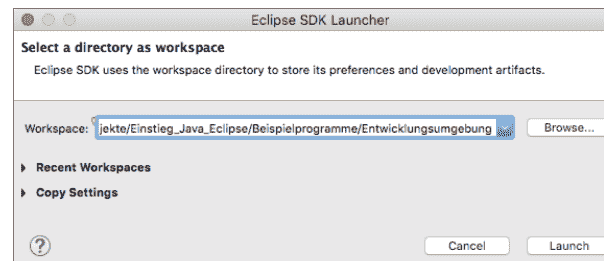 Eclipse SDK Launcher
Select a directory as workspace
Eclipse SDK uses the workspace directory to store its preferences and development artifacts.
Workspace: jekte/Einstieg_Java_Eclipse/Beispielprogramme/Entwicklungsumgebung Browse...
Recent Workspaces
Copy Settings
? Cancel Launch